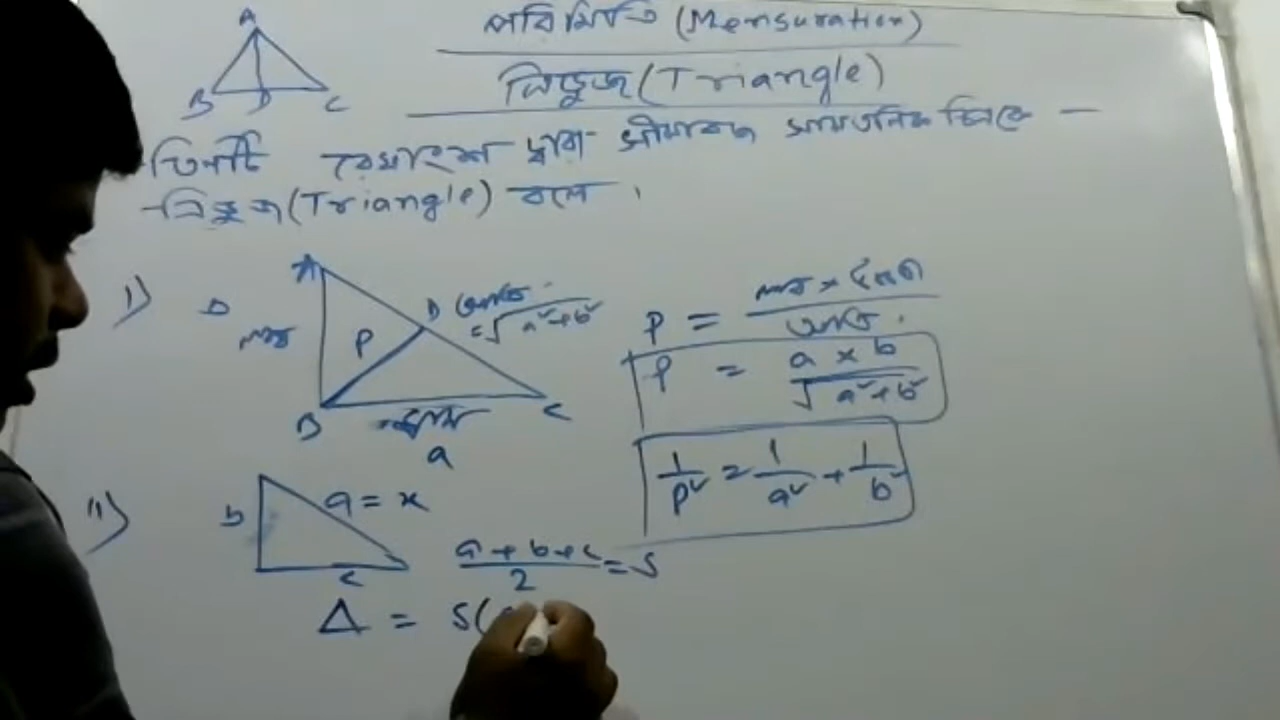 পরিমিতি (Mensuration)
ত্রিভুজ (Triangle)
A
B D C
তিনটি রেখাংশ দ্বারা সীমাবদ্ধ সামতলিক চিত্রকে —
ত্রিভুজ (Triangle) বলে ।
I)
b
A
লম্ব
P
D
অতি.
= √a²+b²
B
C
ভূমি
a
P = লম্ব × ভূমি / অতি.
P = a × b / √a²+b²
1/P² = 1/a² + 1/b²
II)
b
a = x
c
a + b + c / 2 = S
Δ = S(